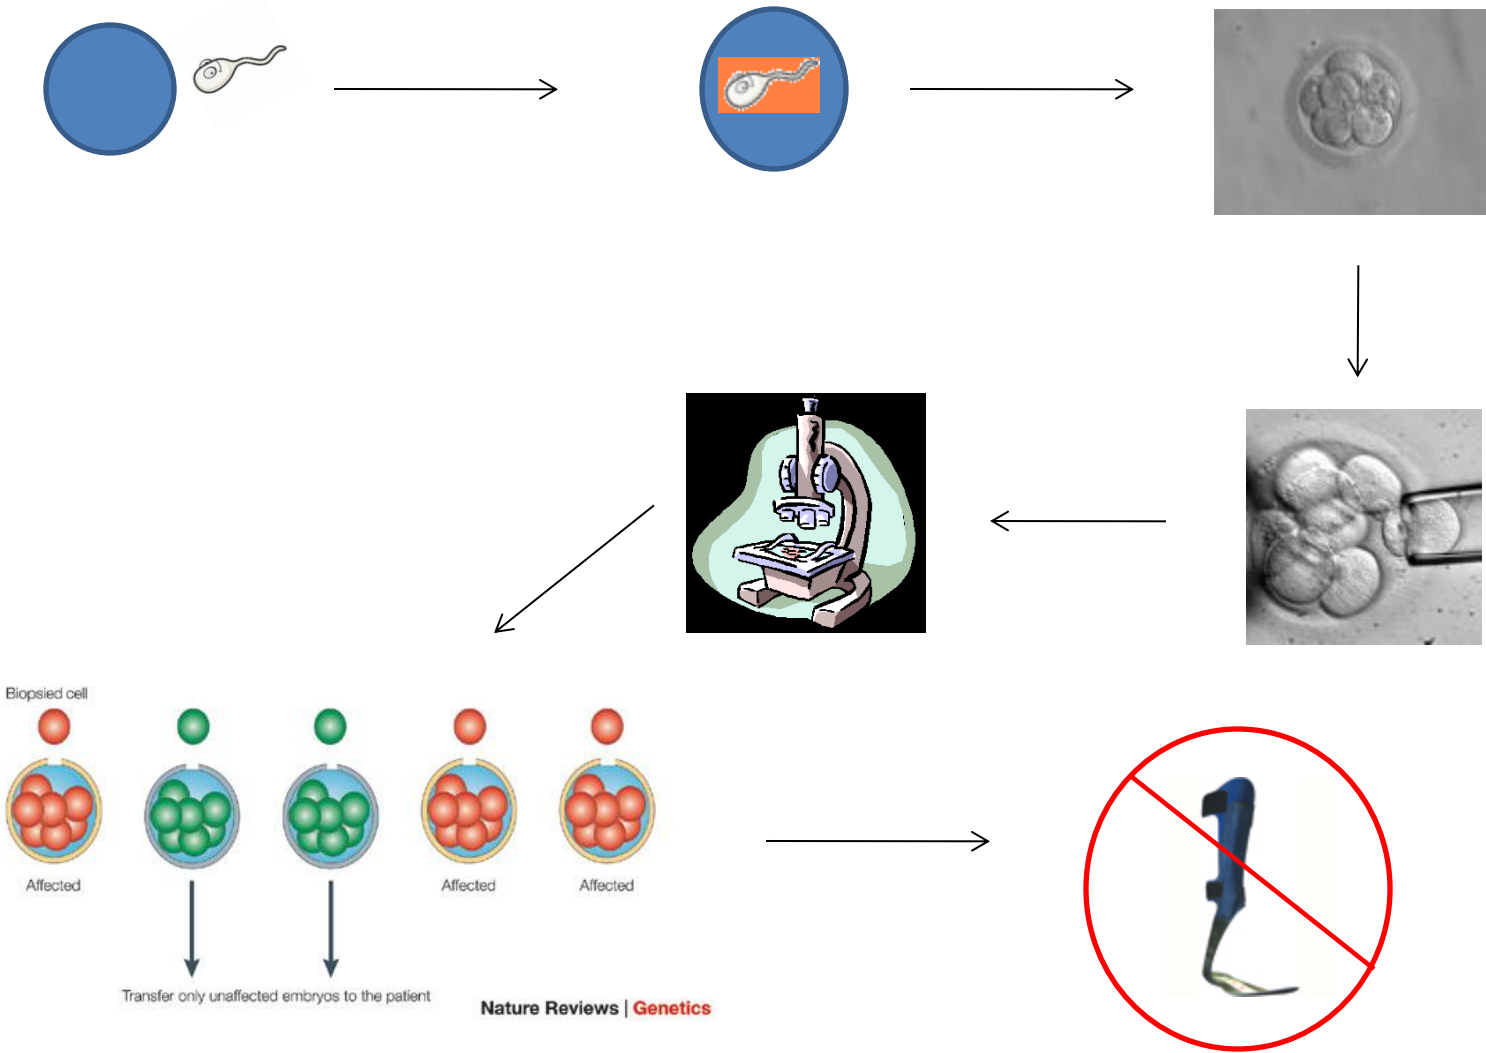 Biopsied cell
Affected
Affected
Affected
Transfer only unaffected embryos to the patient
Nature Reviews | Genetics